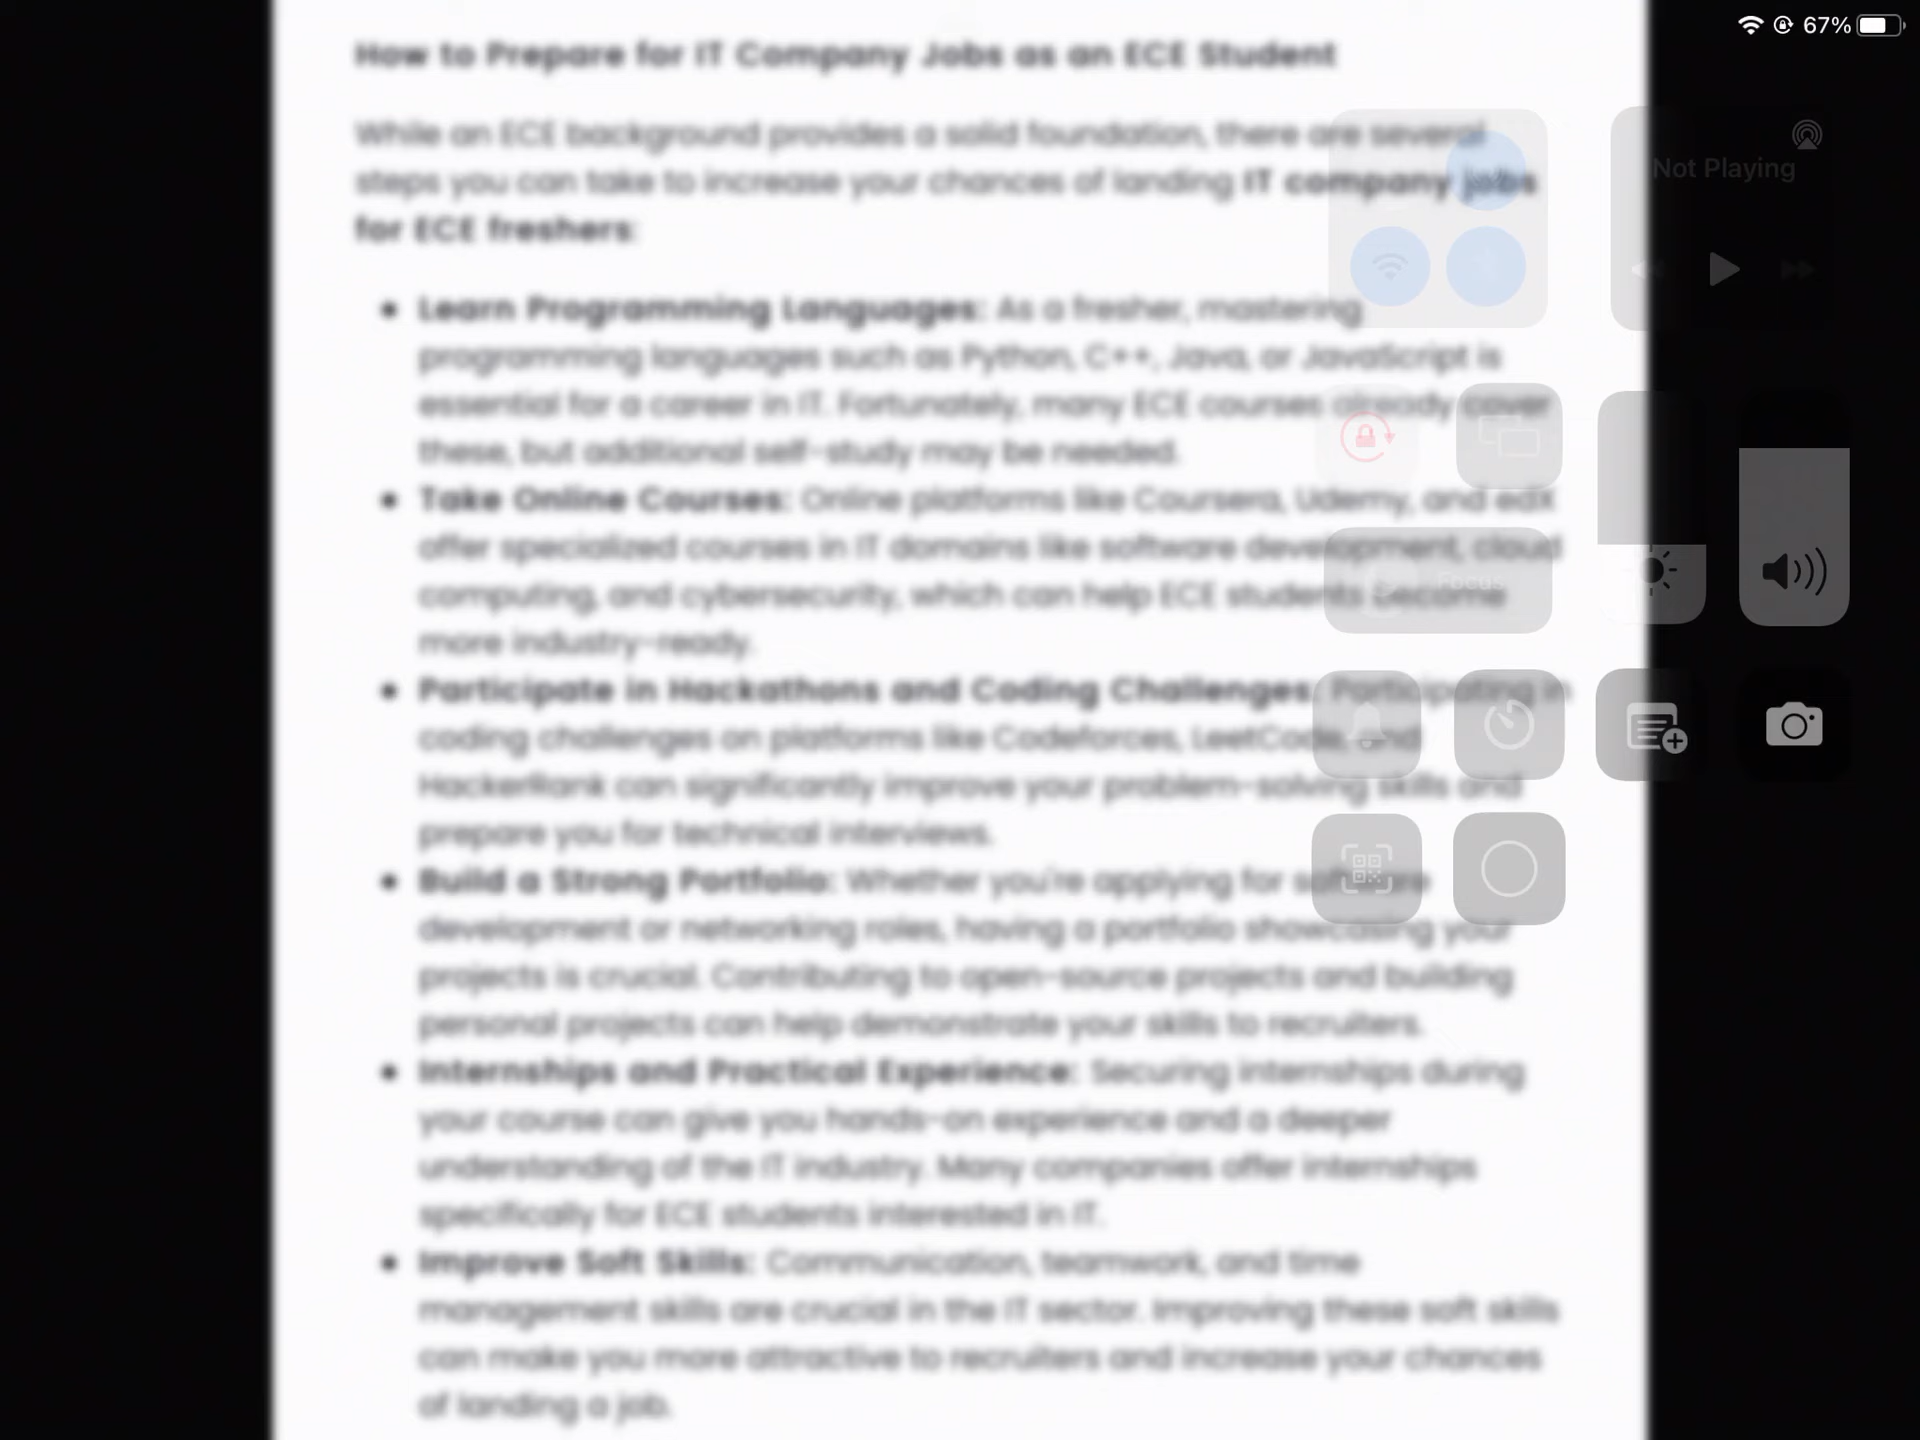 67%
How to Prepare for IT Company Jobs as an ECE Student
While an ECE background provides a solid foundation, there are several
steps you can take to increase your chances of landing IT company jobs
for ECE freshers:
• Learn Programming Languages: As a fresher, mastering
programming languages such as Python, C++, Java, or JavaScript is
essential for a career in IT. Fortunately, many ECE courses already cover
these, but additional self-study may be needed.
• Take Online Courses: Online platforms like Coursera, Udemy, and edX
offer specialized courses in IT domains like software development, cloud
computing, and cybersecurity, which can help ECE students become
more industry-ready.
• Participate in Hackathons and Coding Challenges: Participating in
coding challenges on platforms like Codeforces, LeetCode, and
HackerRank can significantly improve your problem-solving skills and
prepare you for technical interviews.
• Build a Strong Portfolio: Whether you're applying for software
development or networking roles, having a portfolio showcasing your
projects is crucial. Contributing to open-source projects and building
personal projects can help demonstrate your skills to recruiters.
• Internships and Practical Experience: Securing internships during
your course can give you hands-on experience and a deeper
understanding of the IT industry. Many companies offer internships
specifically for ECE students interested in IT.
• Improve Soft Skills: Communication, teamwork, and time
management skills are crucial in the IT sector. Improving these soft skills
can make you more attractive to recruiters and increase your chances
of landing a job.
Not Playing
Focus